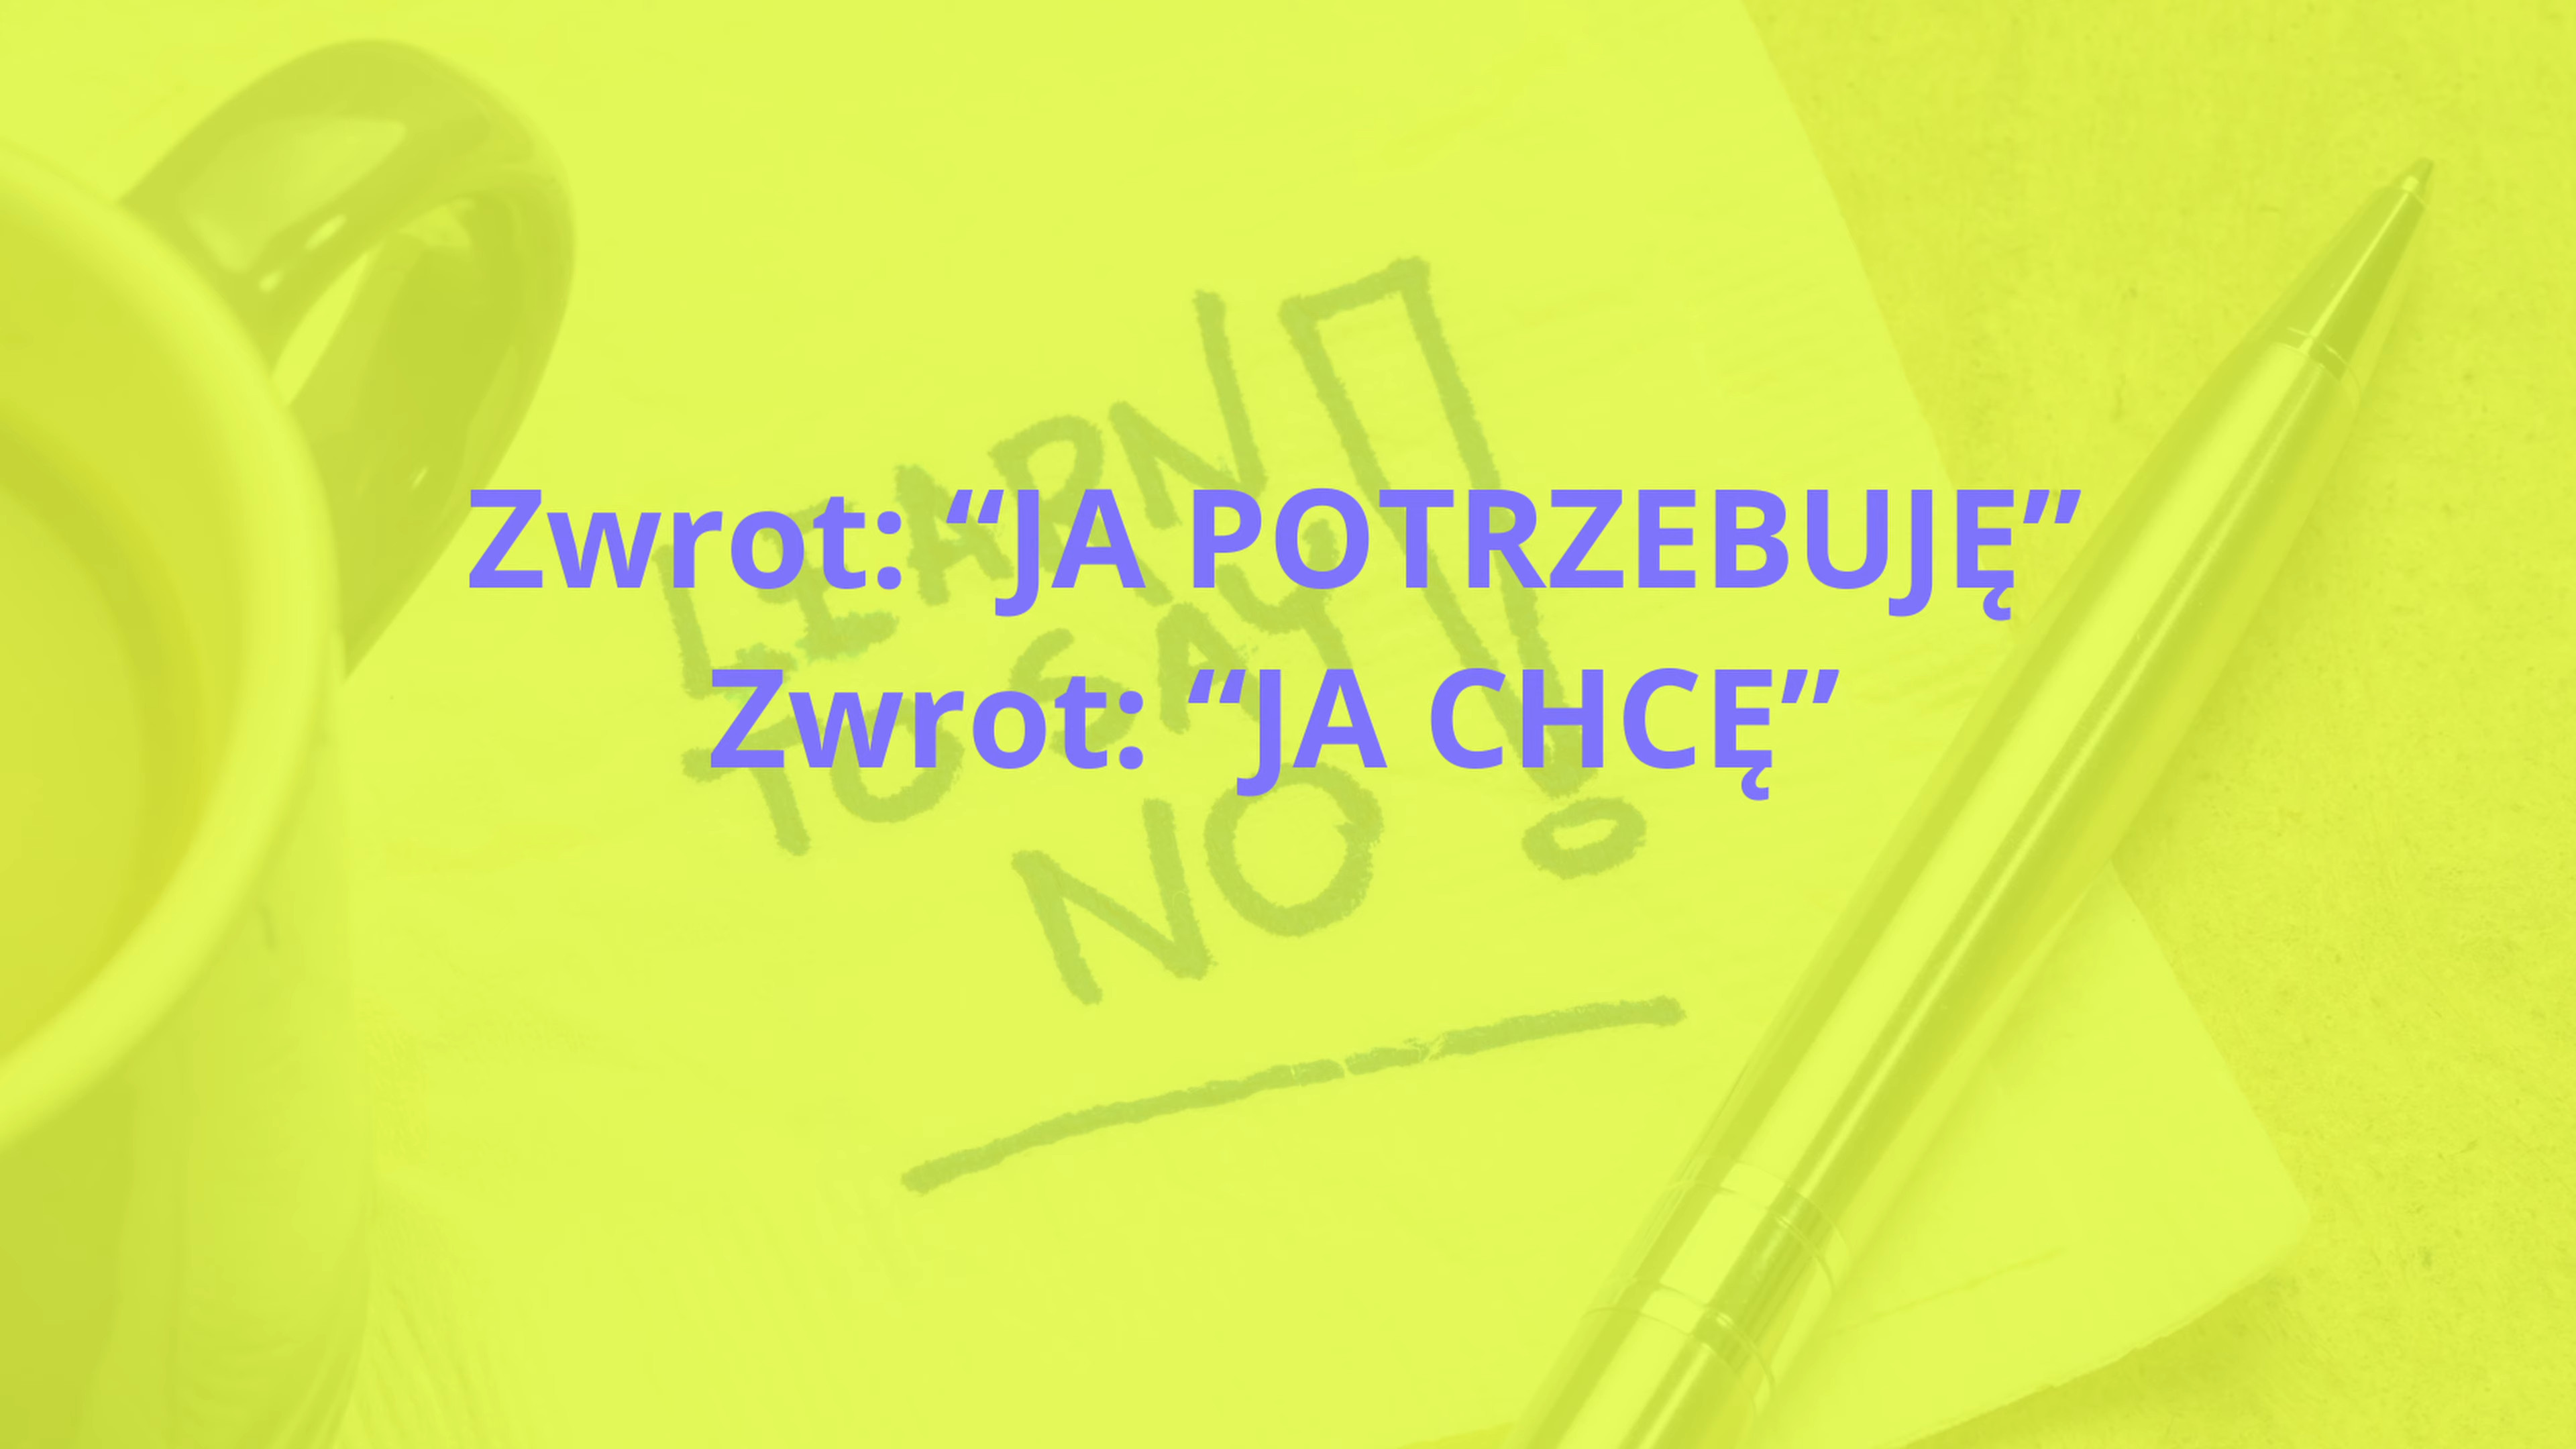 Zwrot: “JA POTRZEBUJĘ”
Zwrot: “JA CHCĘ”
LEARN
TO SAY
NO!